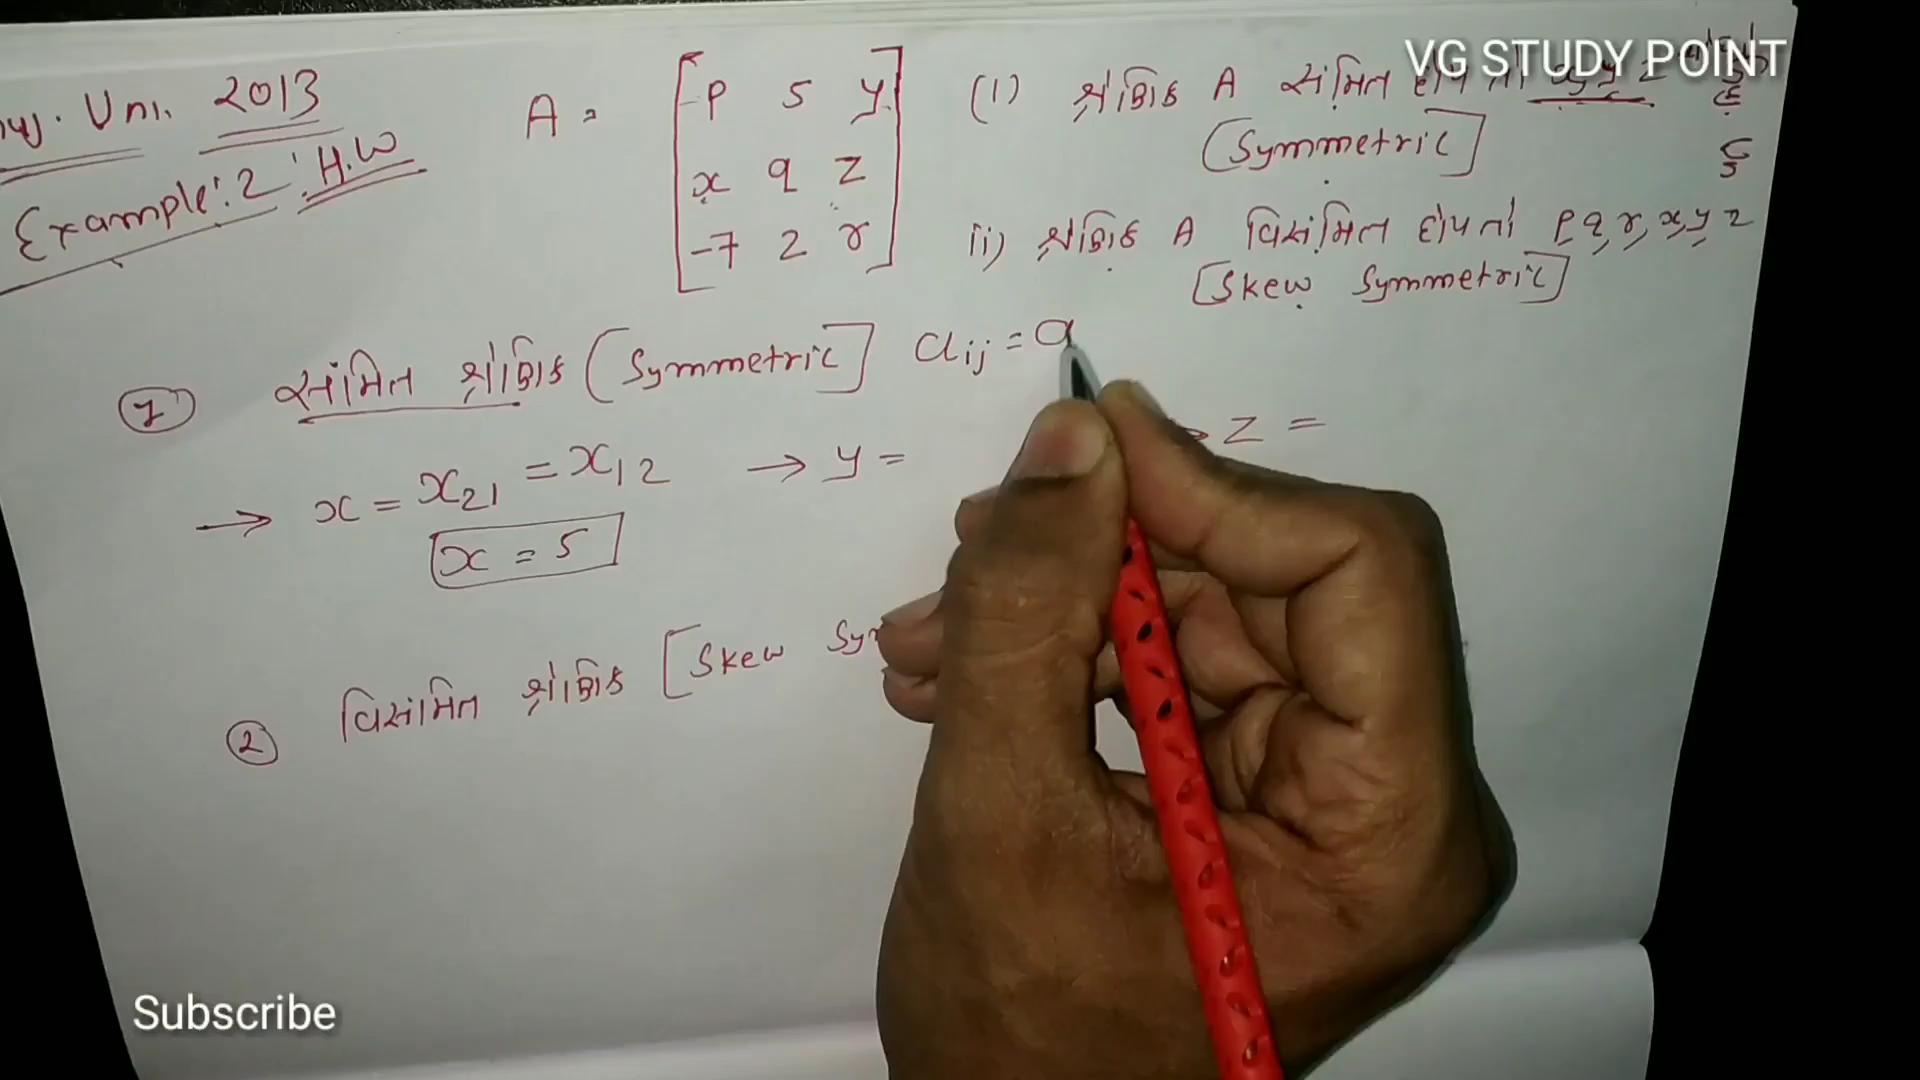 VG STUDY POINT
Uni. 2013
Example: 2 H.W
A = [ p 5 y
x q z
-7 2 r ]
(1) શ્રેણિક A સંમિત હોય તો x, y, z
[Symmetric]
ii) શ્રેણિક A વિસંમિત હોય તો p, q, r, x, y, z
[Skew Symmetric]
1 સંમિત શ્રેણિક [Symmetric] aij = a
→ x = x21 = x12 → y = → z =
x = 5
2 વિસંમિત શ્રેણિક [Skew Sy
Subscribe